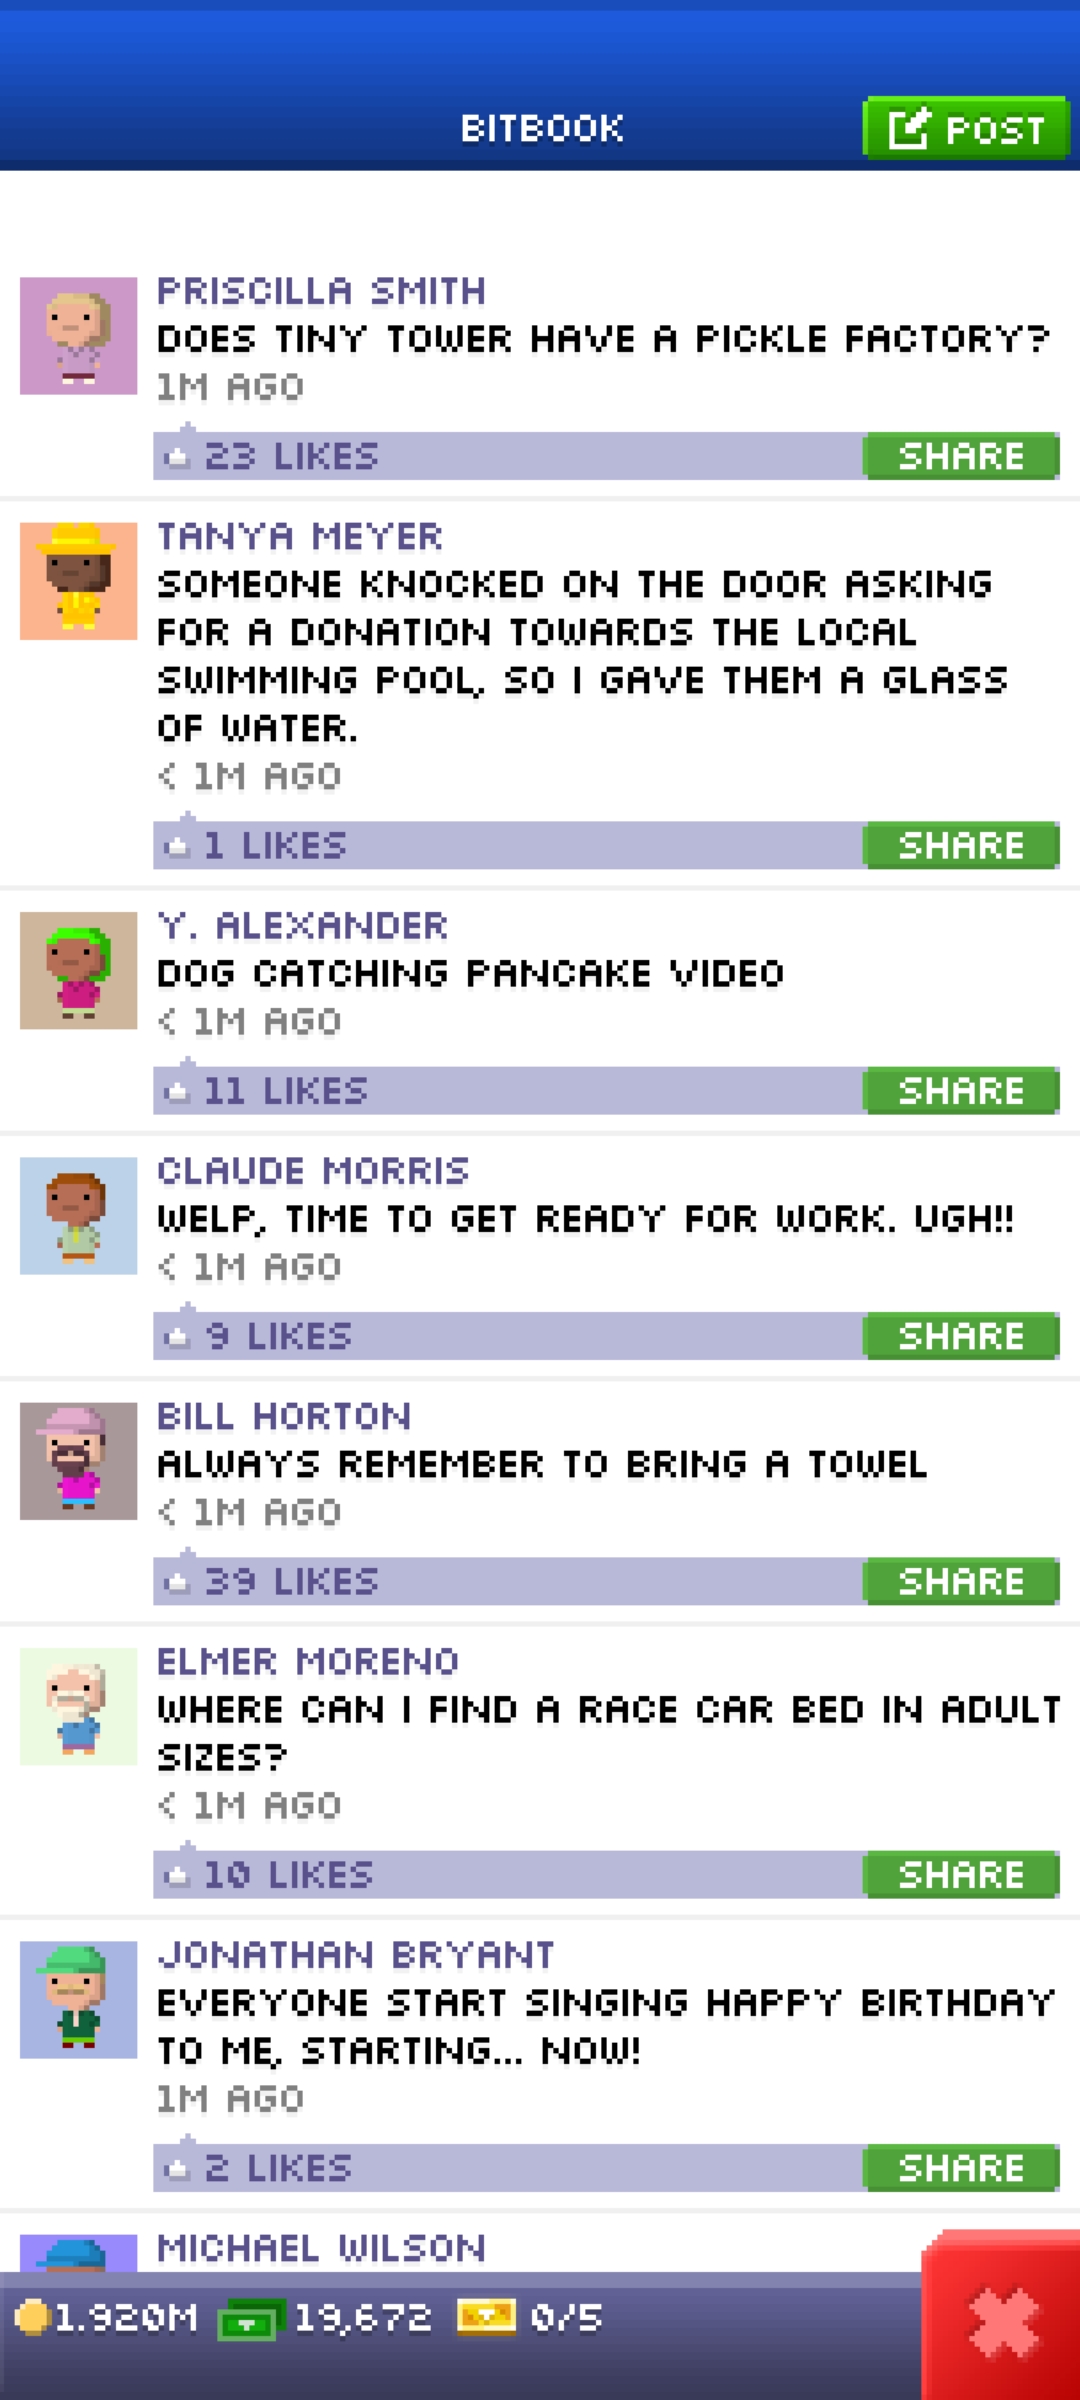 BITBOOK
POST
PRISCILLA SMITH
DOES TINY TOWER HAVE A PICKLE FACTORY?
1M AGO
23 LIKES
SHARE
TANYA MEYER
SOMEONE KNOCKED ON THE DOOR ASKING
FOR A DONATION TOWARDS THE LOCAL
SWIMMING POOL, SO I GAVE THEM A GLASS
OF WATER.
< 1M AGO
1 LIKES
SHARE
Y. ALEXANDER
DOG CATCHING PANCAKE VIDEO
< 1M AGO
11 LIKES
SHARE
CLAUDE MORRIS
WELP, TIME TO GET READY FOR WORK. UGH!!
< 1M AGO
9 LIKES
SHARE
BILL HORTON
ALWAYS REMEMBER TO BRING A TOWEL
< 1M AGO
39 LIKES
SHARE
ELMER MORENO
WHERE CAN I FIND A RACE CAR BED IN ADULT
SIZES?
< 1M AGO
10 LIKES
SHARE
JONATHAN BRYANT
EVERYONE START SINGING HAPPY BIRTHDAY
TO ME, STARTING... NOW!
1M AGO
2 LIKES
SHARE
MICHAEL WILSON
1.920M 19,672 0/5